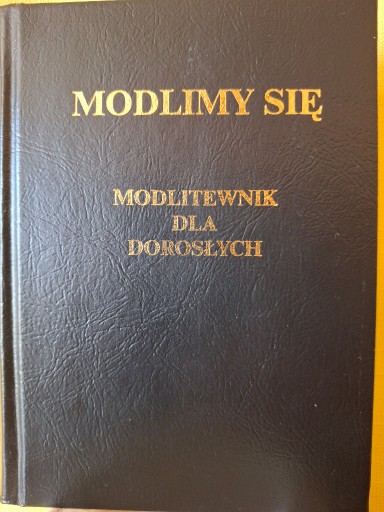 MODLIMY SIĘ
MODLITEWNIK
DLA
DOROSŁYCH